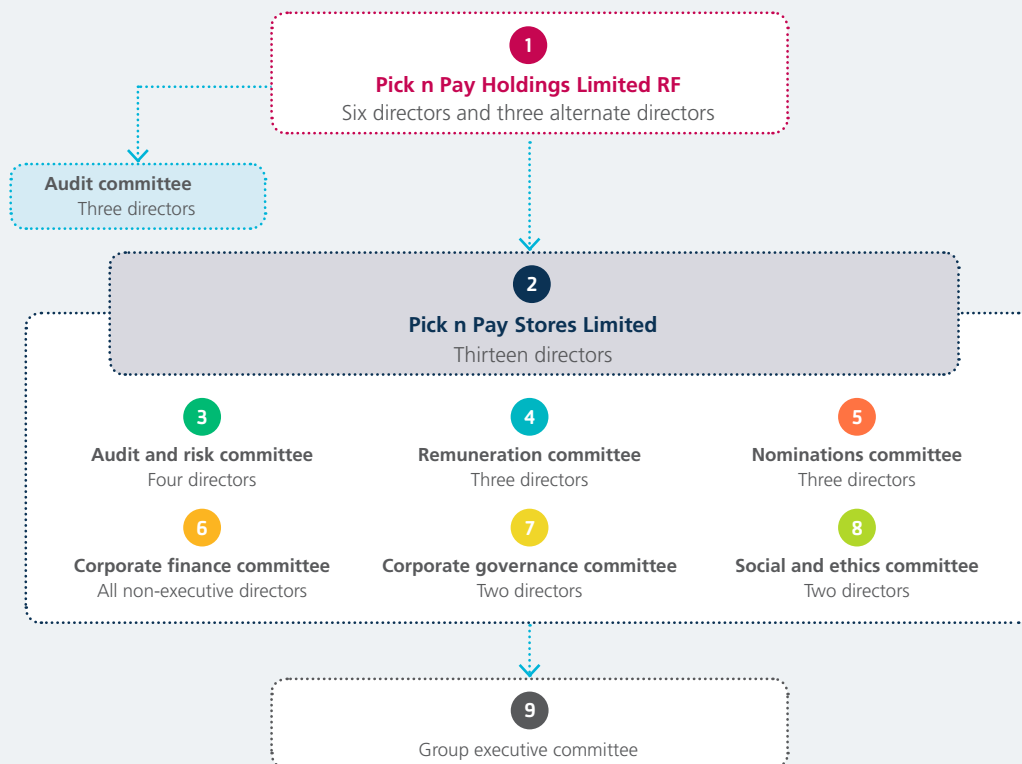 1
Pick n Pay Holdings Limited RF
Six directors and three alternate directors
Audit committee
Three directors
2
Pick n Pay Stores Limited
Thirteen directors
3
Audit and risk committee
Four directors
4
Remuneration committee
Three directors
5
Nominations committee
Three directors
6
Corporate finance committee
All non-executive directors
7
Corporate governance committee
Two directors
8
Social and ethics committee
Two directors
9
Group executive committee